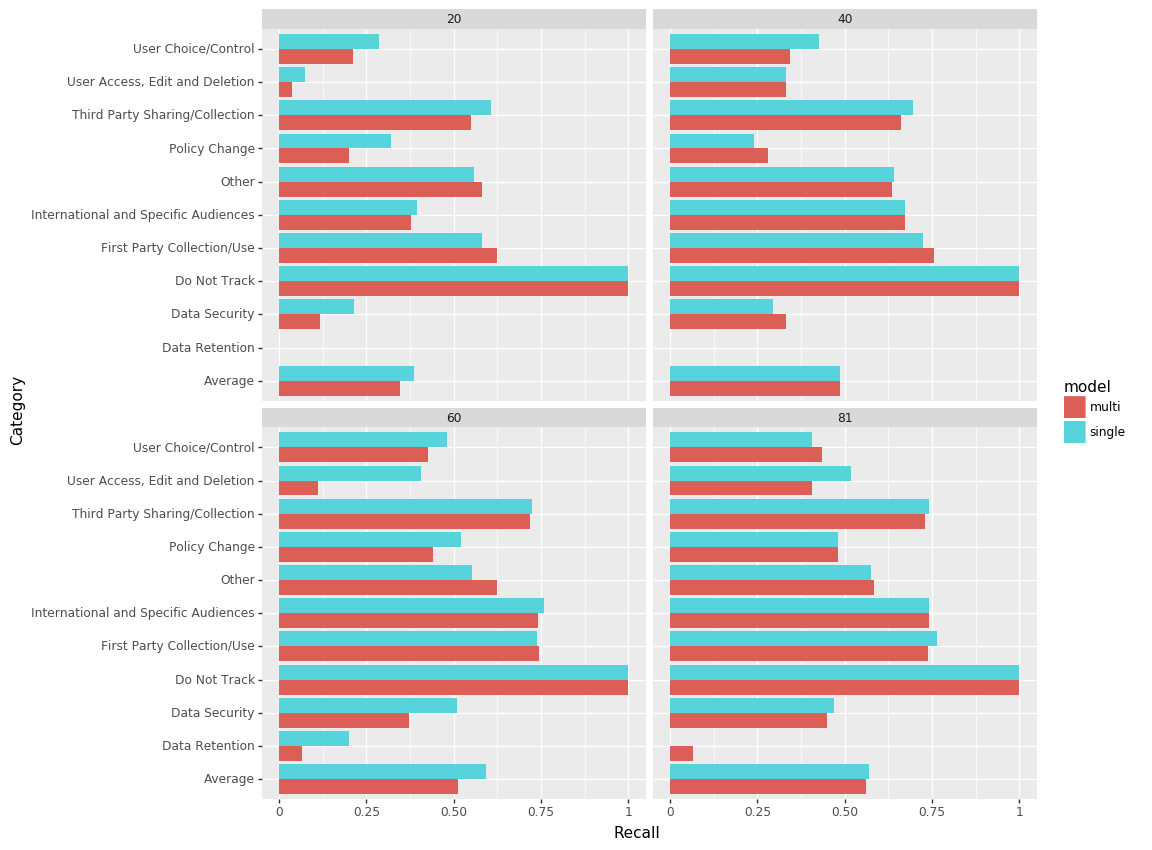 20
40
User Choice/Control
User Access, Edit and Deletion
Third Party Sharing/Collection
Policy Change
Other
International and Specific Audiences
First Party Collection/Use
Do Not Track
Data Security
Data Retention
Average
Category
60
81
User Choice/Control
User Access, Edit and Deletion
Third Party Sharing/Collection
Policy Change
Other
International and Specific Audiences
First Party Collection/Use
Do Not Track
Data Security
Data Retention
Average
0 0.25 0.50 0.75 1
0 0.25 0.50 0.75 1
Recall
model
multi
single